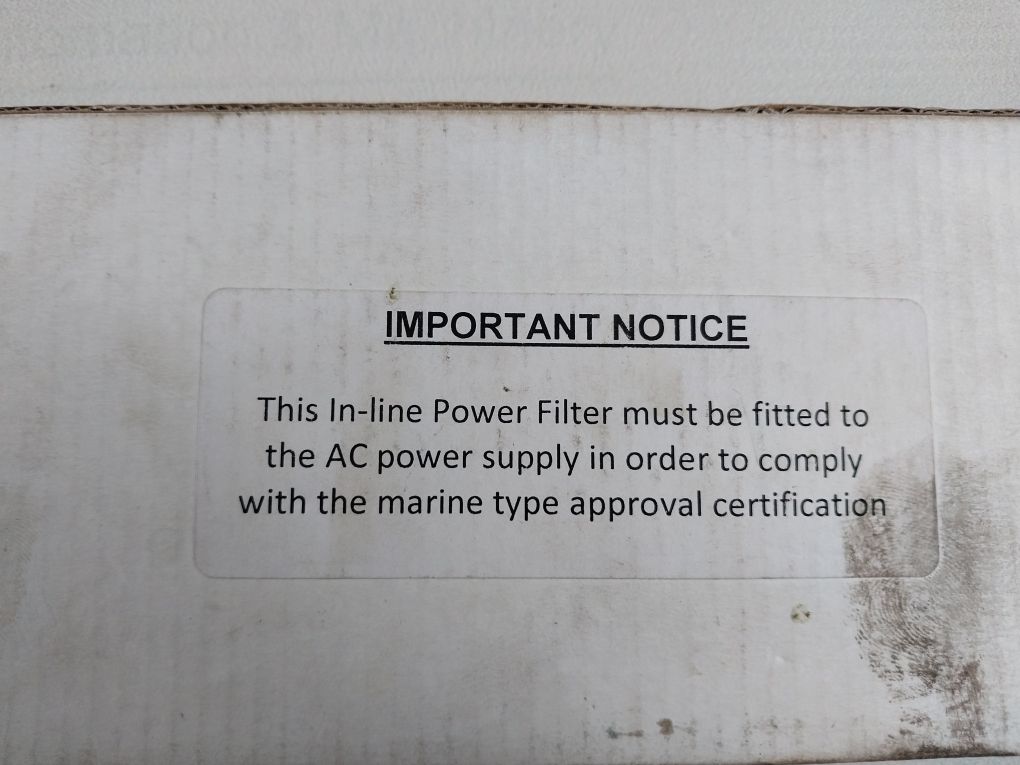 IMPORTANT NOTICE
This In-line Power Filter must be fitted to
the AC power supply in order to comply
with the marine type approval certification